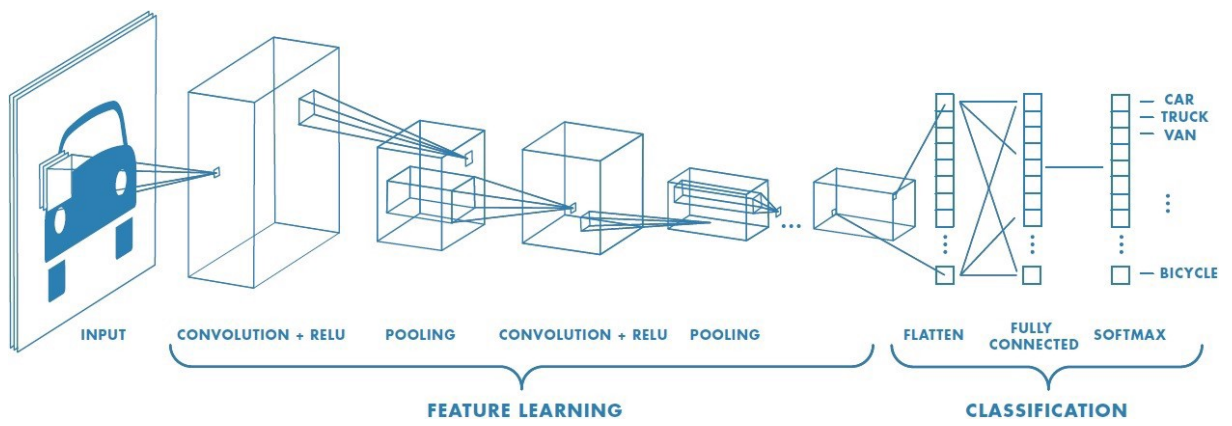 CAR
TRUCK
VAN
BICYCLE
INPUT
CONVOLUTION + RELU
POOLING
CONVOLUTION + RELU
POOLING
FLATTEN
FULLY
CONNECTED
SOFTMAX
FEATURE LEARNING
CLASSIFICATION